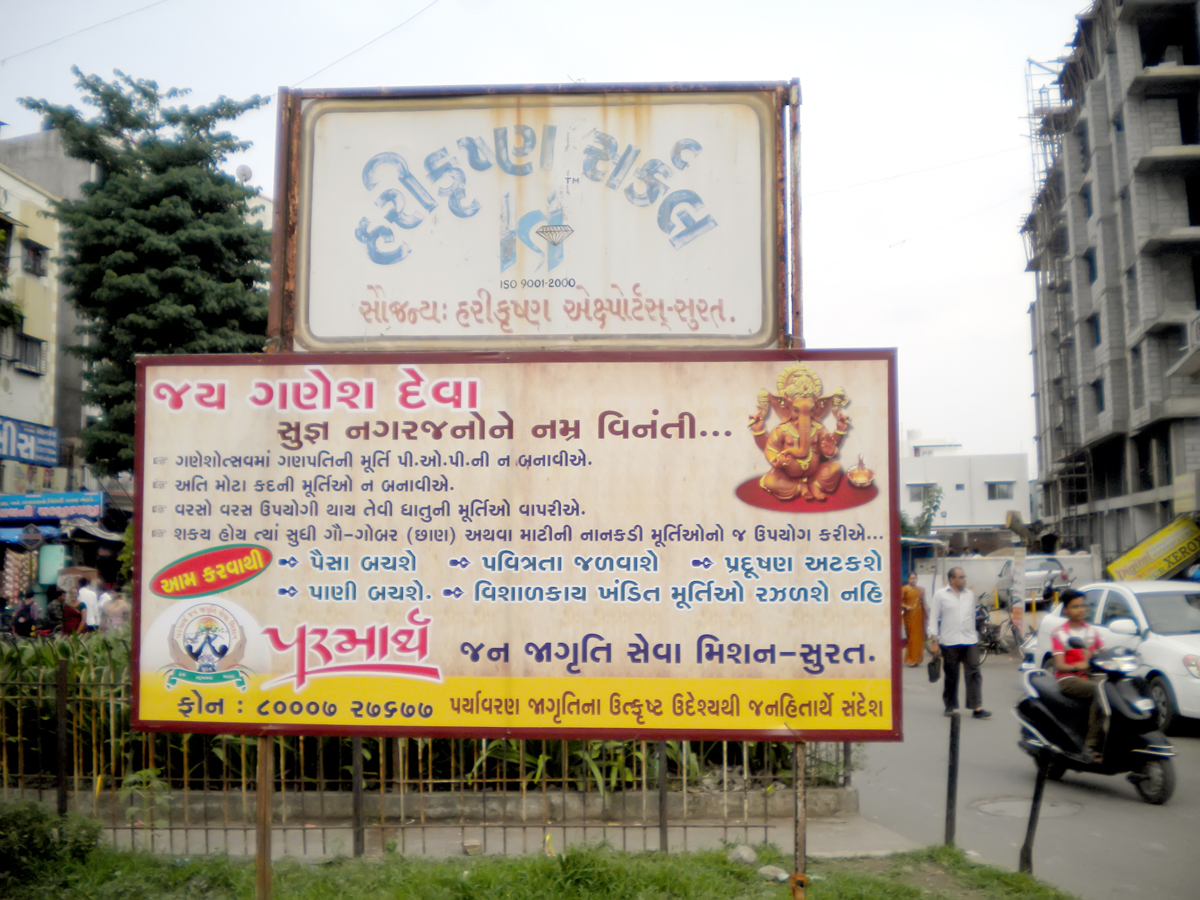 હરીકૃષ્ણ સર્કલ
TM
ISO 9001-2000
સૌજન્ય: હરીકૃષ્ણ એક્ષ્પોર્ટસ્-સુરત.
જય ગણેશ દેવા
સુજ્ઞ નગરજનોને નમ્ર વિનંતી...
ગણેશોત્સવમાં ગણપતિની મૂર્તિ પી.ઓ.પી.ની ન બનાવીએ.
અતિ મોટા કદની મૂર્તિઓ ન બનાવીએ.
વરસો વરસ ઉપયોગી થાય તેવી ધાતુની મૂર્તિઓ વાપરીએ.
શક્ય હોય ત્યાં સુધી ગૌ-ગોબર (છાણ) અથવા માટીની નાનકડી મૂર્તિઓનો જ ઉપયોગ કરીએ...
આમ કરવાથી
પૈસા બચશે પવિત્રતા જળવાશે પ્રદૂષણ અટકશે
પાણી બચશે. વિશાળકાય ખંડિત મૂર્તિઓ રઝળશે નહિ
પરમાર્થ જન જાગૃતિ સેવા મિશન-સુરત.
ફોન : ૮૦૦૦૭ ૨૭૬૭૭ પર્યાવરણ જાગૃતિના ઉત્કૃષ્ટ ઉદેશ્યથી જનહિતાર્થે સંદેશ
XEROX